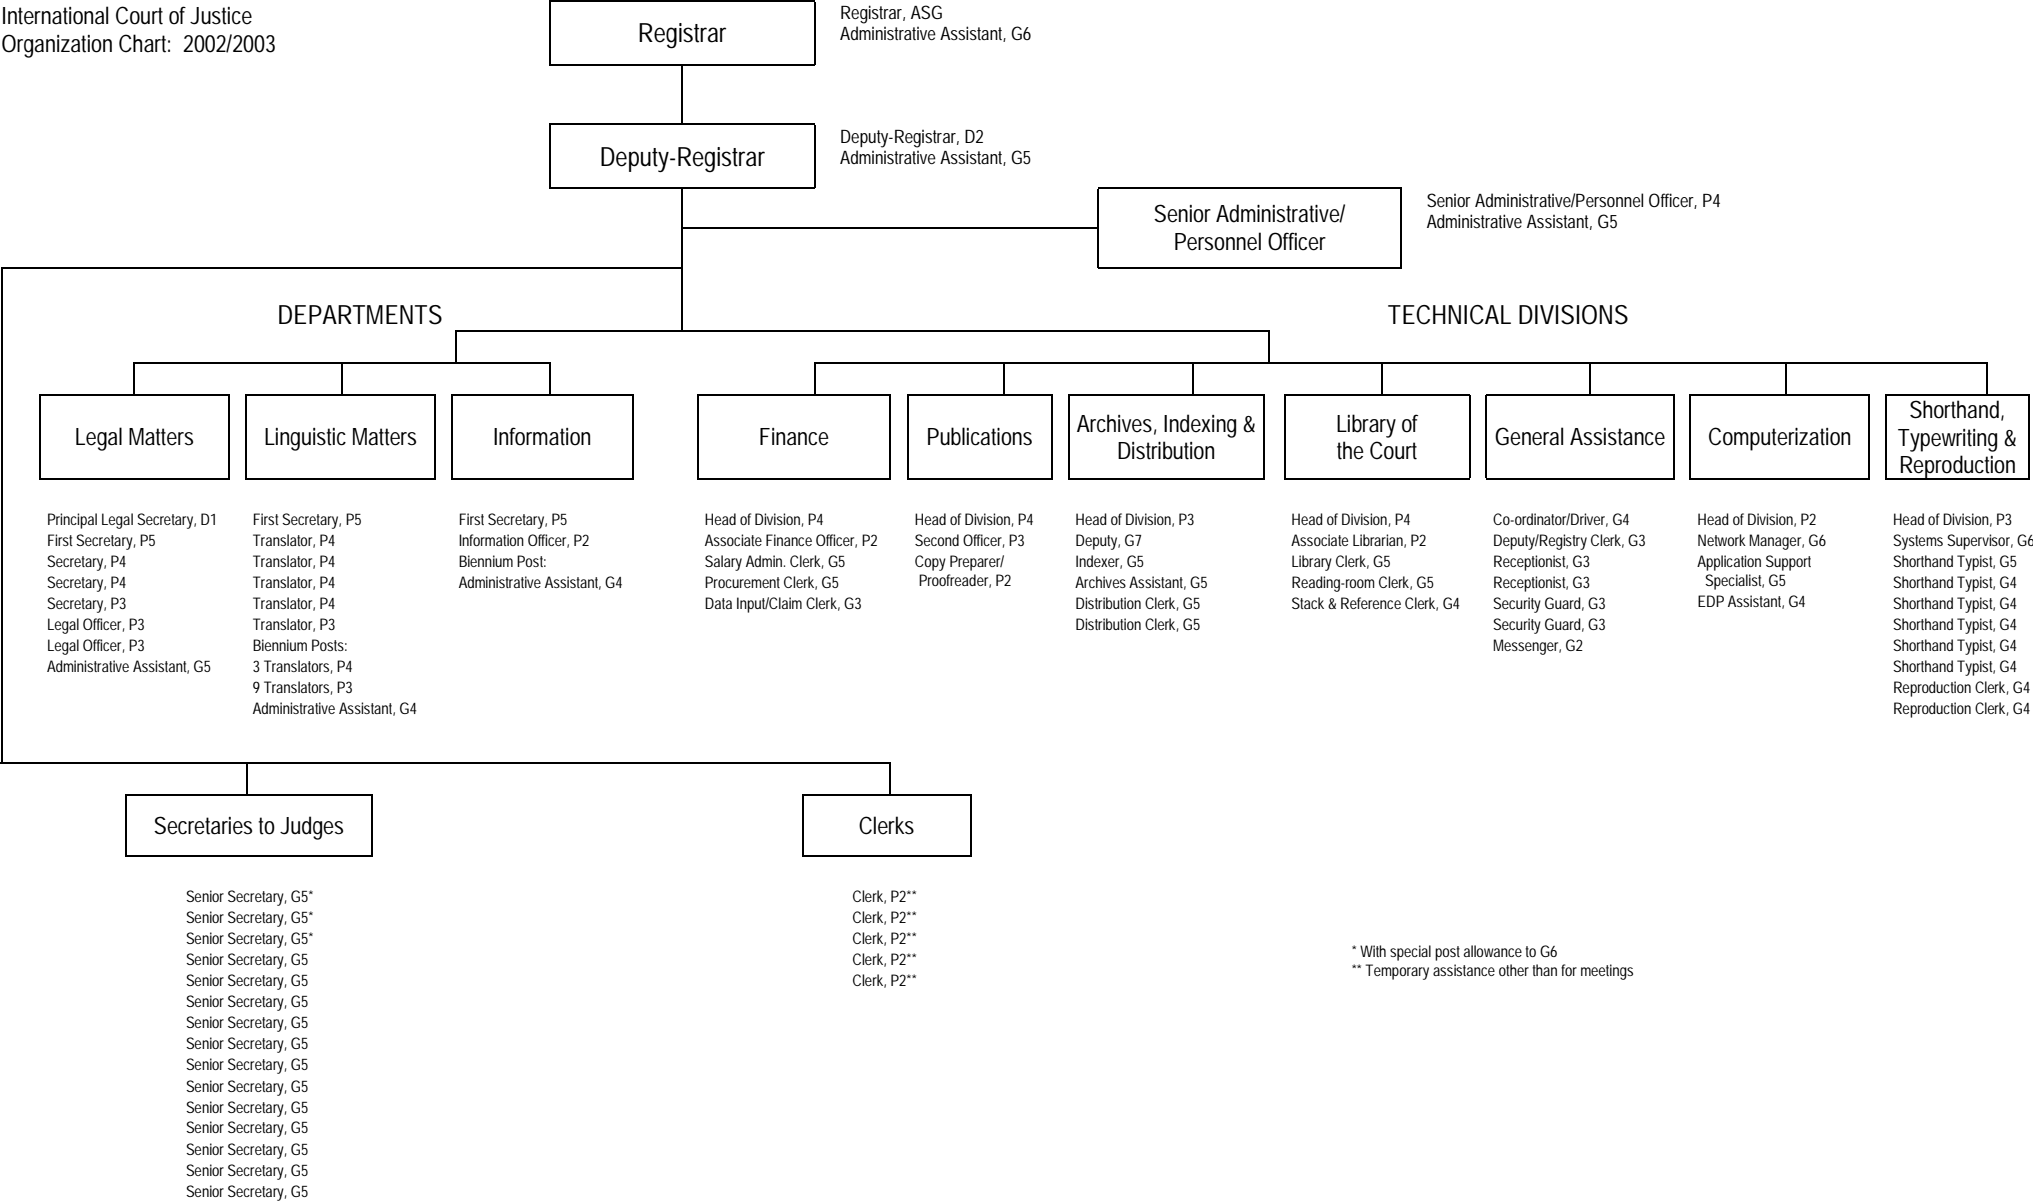 International Court of Justice
Organization Chart: 2002/2003
Registrar
Registrar, ASG
Administrative Assistant, G6
Deputy-Registrar
Deputy-Registrar, D2
Administrative Assistant, G5
Senior Administrative/
Personnel Officer
Senior Administrative/Personnel Officer, P4
Administrative Assistant, G5
DEPARTMENTS
TECHNICAL DIVISIONS
Legal Matters
Principal Legal Secretary, D1
First Secretary, P5
Secretary, P4
Secretary, P4
Secretary, P3
Legal Officer, P3
Legal Officer, P3
Administrative Assistant, G5
Linguistic Matters
First Secretary, P5
Translator, P4
Translator, P4
Translator, P4
Translator, P4
Translator, P3
Biennium Posts:
3 Translators, P4
9 Translators, P3
Administrative Assistant, G4
Information
First Secretary, P5
Information Officer, P2
Biennium Post:
Administrative Assistant, G4
Finance
Head of Division, P4
Associate Finance Officer, P2
Salary Admin. Clerk, G5
Procurement Clerk, G5
Data Input/Claim Clerk, G3
Publications
Head of Division, P4
Second Officer, P3
Copy Preparer/
Proofreader, P2
Archives, Indexing &
Distribution
Head of Division, P3
Deputy, G7
Indexer, G5
Archives Assistant, G5
Distribution Clerk, G5
Distribution Clerk, G5
Library of
the Court
Head of Division, P4
Associate Librarian, P2
Library Clerk, G5
Reading-room Clerk, G5
Stack & Reference Clerk, G4
General Assistance
Co-ordinator/Driver, G4
Deputy/Registry Clerk, G3
Receptionist, G3
Receptionist, G3
Security Guard, G3
Security Guard, G3
Messenger, G2
Computerization
Head of Division, P2
Network Manager, G6
Application Support
Specialist, G5
EDP Assistant, G4
Shorthand,
Typewriting &
Reproduction
Head of Division, P3
Systems Supervisor, G6
Shorthand Typist, G5
Shorthand Typist, G4
Shorthand Typist, G4
Shorthand Typist, G4
Shorthand Typist, G4
Shorthand Typist, G4
Reproduction Clerk, G4
Reproduction Clerk, G4
Secretaries to Judges
Senior Secretary, G5*
Senior Secretary, G5*
Senior Secretary, G5*
Senior Secretary, G5
Senior Secretary, G5
Senior Secretary, G5
Senior Secretary, G5
Senior Secretary, G5
Senior Secretary, G5
Senior Secretary, G5
Senior Secretary, G5
Senior Secretary, G5
Senior Secretary, G5
Senior Secretary, G5
Senior Secretary, G5
Clerks
Clerk, P2**
Clerk, P2**
Clerk, P2**
Clerk, P2**
Clerk, P2**
* With special post allowance to G6
** Temporary assistance other than for meetings